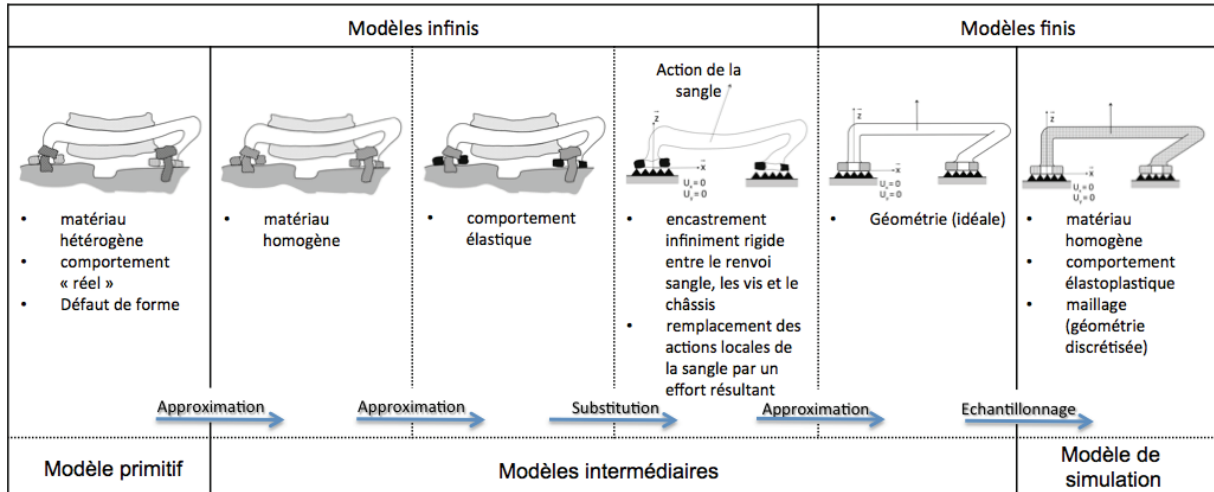 Modèles infinis
Modèles finis
• matériau
hétérogène
• comportement
« réel »
• Défaut de forme
• matériau
homogène
• comportement
élastique
Action de la
sangle
z
x
Uₓ= 0
Uᵧ= 0
• encastrement
infiniment rigide
entre le renvoi
sangle, les vis et le
châssis
• remplacement des
actions locales de
la sangle par un
effort résultant
z
x
Uₓ= 0
Uᵧ= 0
• Géométrie (idéale)
z
x
Uₓ= 0
Uᵧ= 0
• matériau
homogène
• comportement
élastoplastique
• maillage
(géométrie
discrétisée)
Approximation
Approximation
Substitution
Approximation
Echantillonnage
Modèle primitif
Modèles intermédiaires
Modèle de
simulation